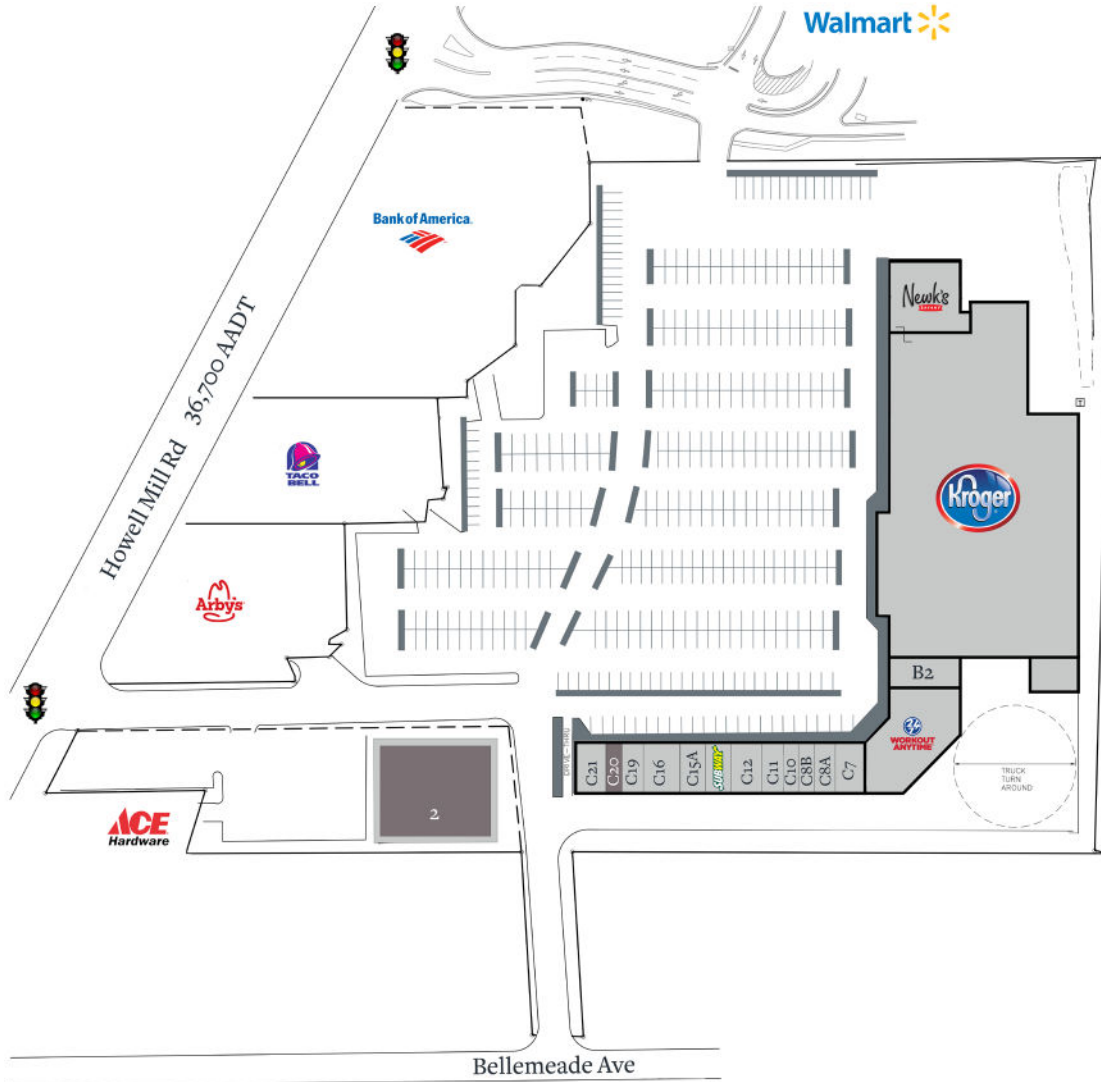 Walmart
Bank of America
Howell Mill Rd 36,700 AADT
Newk's
EATERY
TACO
BELL
Kroger
Arby's
B2
24
WORKOUT
ANYTIME
DRIVE-THRU
C21
C20
C19
C16
C15A
SUBWAY
C12
C11
C10
C8B
C8A
C7
TRUCK
TURN
AROUND
2
ACE
Hardware
Bellemeade Ave
T